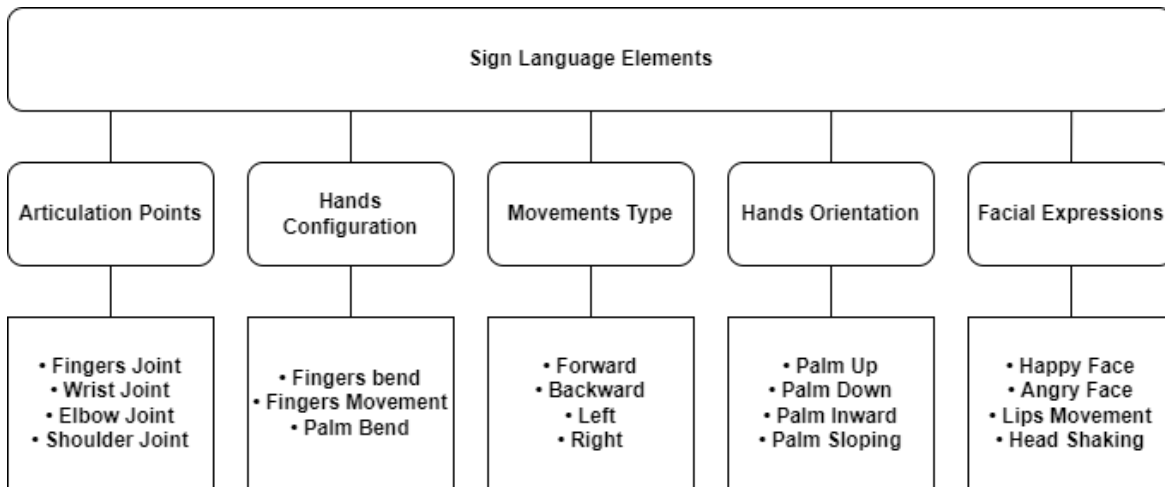 Sign Language Elements
Articulation Points
Hands
Configuration
Movements Type
Hands Orientation
Facial Expressions
• Fingers Joint
• Wrist Joint
• Elbow Joint
• Shoulder Joint
• Fingers bend
• Fingers Movement
• Palm Bend
• Forward
• Backward
• Left
• Right
• Palm Up
• Palm Down
• Palm Inward
• Palm Sloping
• Happy Face
• Angry Face
• Lips Movement
• Head Shaking